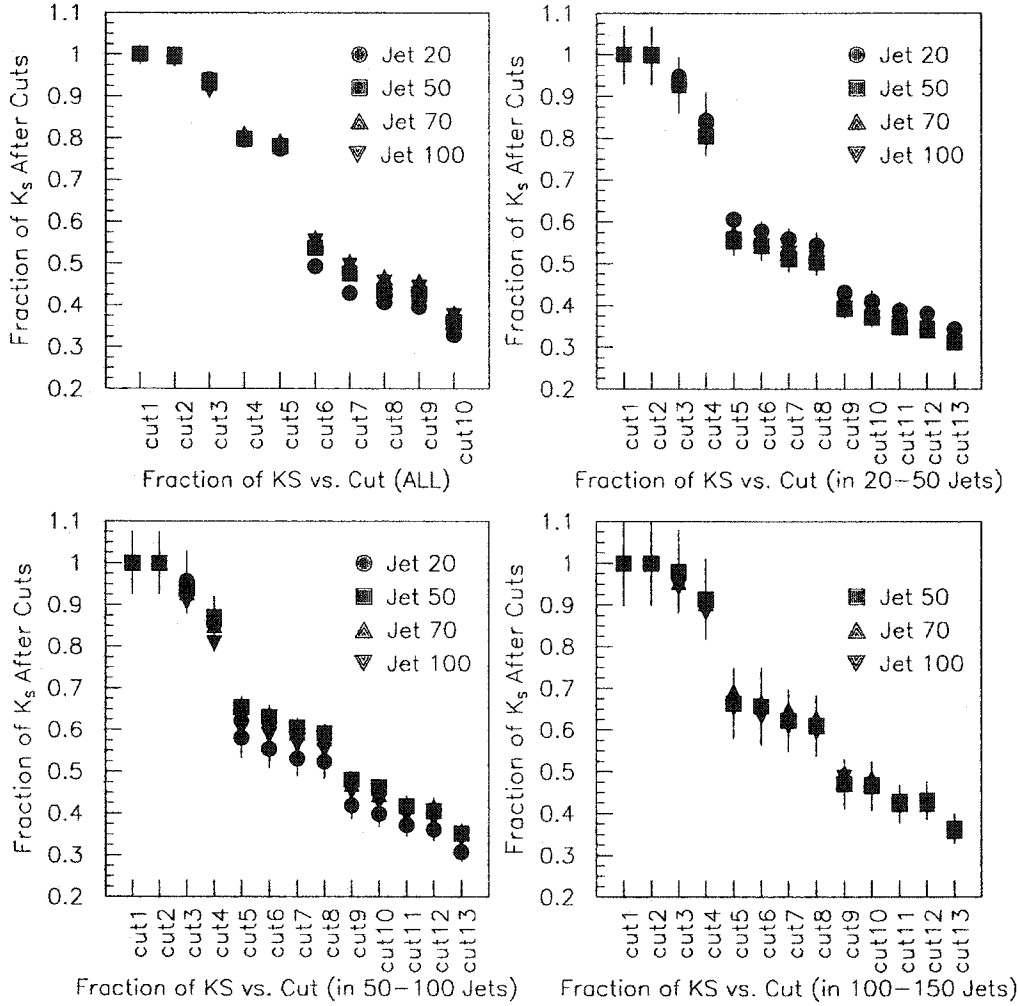 Fraction of Ks After Cuts
1.1
1
0.9
0.8
0.7
0.6
0.5
0.4
0.3
0.2
Jet 20
Jet 50
Jet 70
Jet 100
cut1
cut2
cut3
cut4
cut5
cut6
cut7
cut8
cut9
cut10
Fraction of KS vs. Cut (ALL)
Fraction of Ks After Cuts
1.1
1
0.9
0.8
0.7
0.6
0.5
0.4
0.3
0.2
Jet 20
Jet 50
Jet 70
Jet 100
cut1
cut2
cut3
cut4
cut5
cut6
cut7
cut8
cut9
cut10
cut11
cut12
cut13
Fraction of KS vs. Cut (in 20-50 Jets)
Fraction of Ks After Cuts
1.1
1
0.9
0.8
0.7
0.6
0.5
0.4
0.3
0.2
Jet 20
Jet 50
Jet 70
Jet 100
cut1
cut2
cut3
cut4
cut5
cut6
cut7
cut8
cut9
cut10
cut11
cut12
cut13
Fraction of KS vs. Cut (in 50-100 Jets)
Fraction of Ks After Cuts
1.1
1
0.9
0.8
0.7
0.6
0.5
0.4
0.3
0.2
Jet 50
Jet 70
Jet 100
cut1
cut2
cut3
cut4
cut5
cut6
cut7
cut8
cut9
cut10
cut11
cut12
cut13
Fraction of KS vs. Cut (in 100-150 Jets)